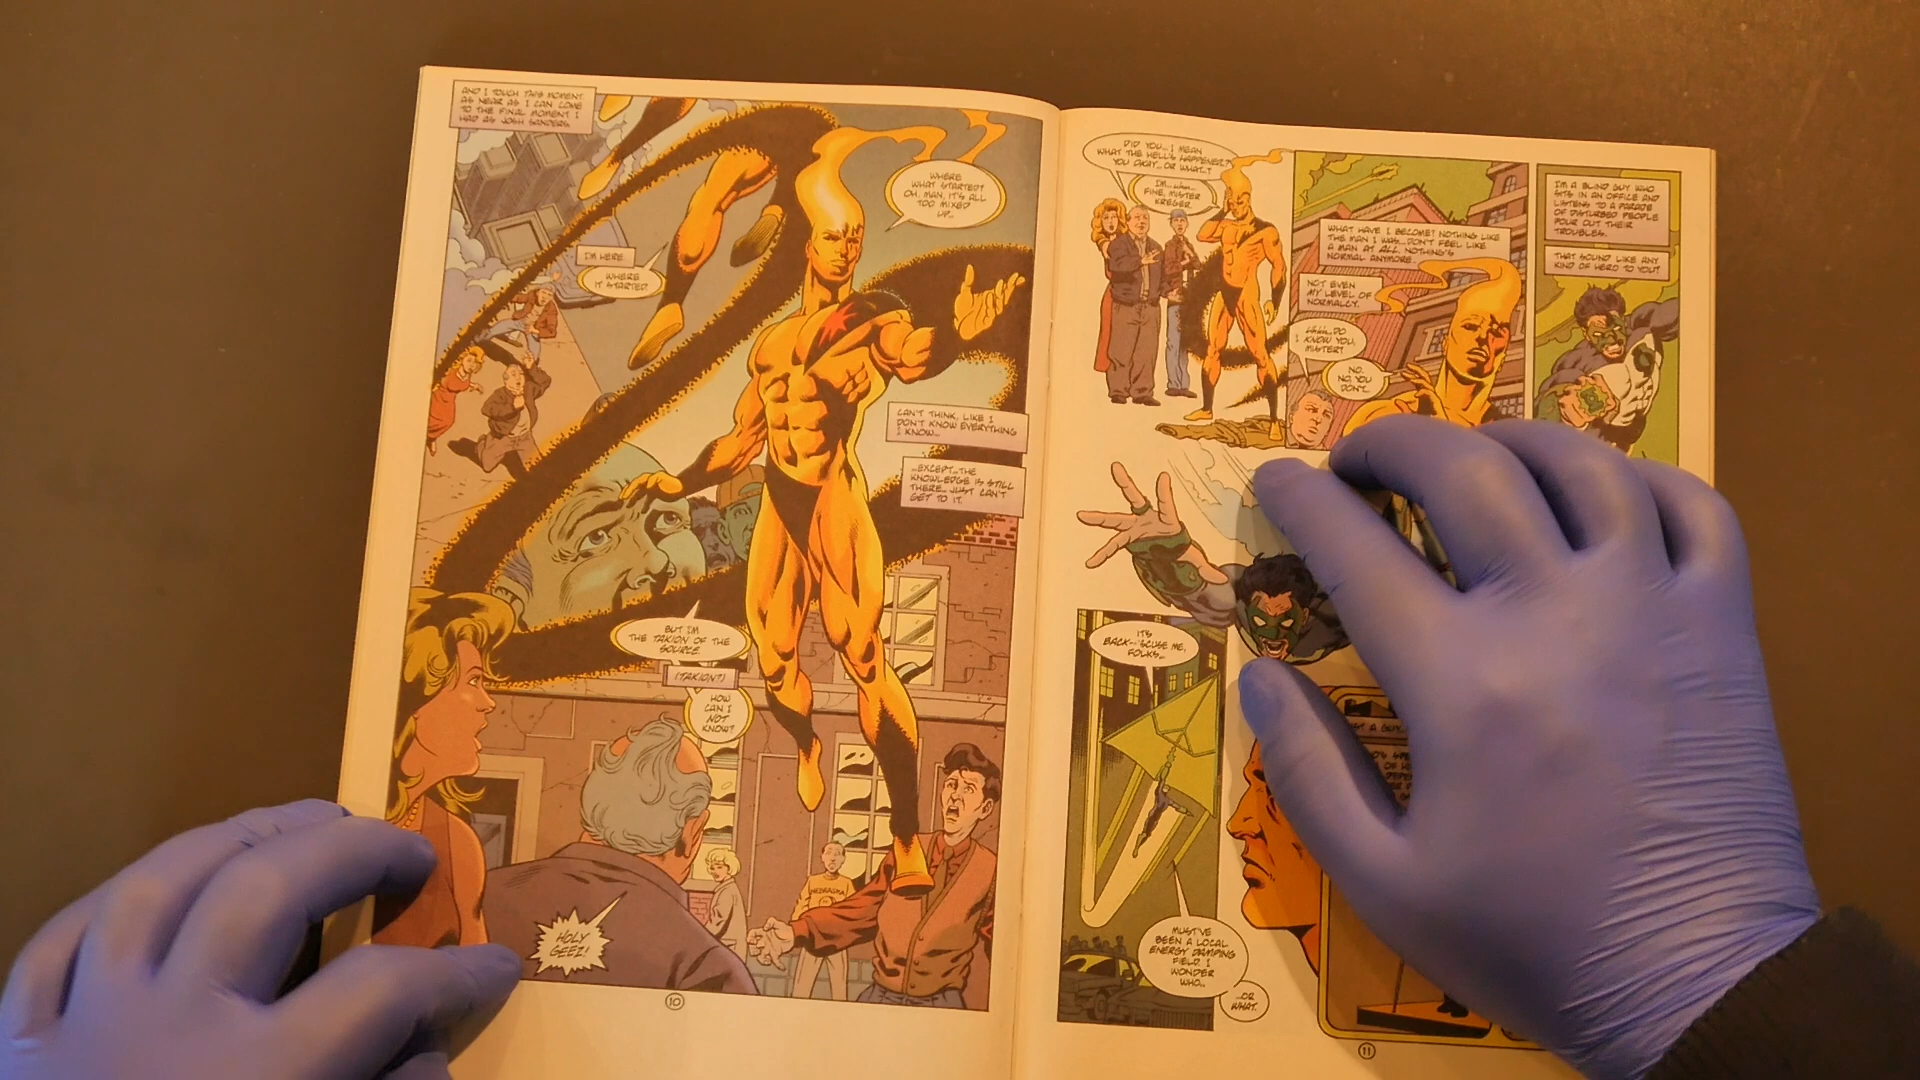 AND I TOUCH THIS MOMENT
AS NEAR AS I CAN COME
TO THE FINAL MOMENT I
HAD AS JOSH SANDERS.
WHERE
WHAT STARTED?
OH, MAN, IT'S ALL
TOO MIXED
UP...
I'M HERE.
WHERE
IT STARTED.
CAN'T THINK, LIKE I
DON'T KNOW EVERYTHING
I KNOW...
...EXCEPT...THE
KNOWLEDGE IS STILL
THERE...JUST CAN'T
GET TO IT.
BUT I'M
THE TAKION OF THE
SOURCE.
(TAKION?)
HOW
CAN I
NOT
KNOW?
NEBRASKA
HOLY
GEEZ!
10
DID YOU... I MEAN
WHAT THE HELL'S HAPPENED?
YOU OKAY...OR WHAT...?
I'M...
FINE, MISTER
KREGER.
WHAT HAVE I BECOME? NOTHING LIKE
THE MAN I WAS...DON'T FEEL LIKE
A MAN AT ALL. NOTHING'S
NORMAL ANYMORE.
NOT EVEN
MY LEVEL OF
NORMALCY.
DO
I KNOW YOU,
MISTER?
NO.
NO, YOU
DON'T.
I'M A BLIND GUY WHO
SITS IN AN OFFICE AND
LISTENS TO A PARADE
OF DISTURBED PEOPLE
POUR OUT THEIR
TROUBLES.
THAT SOUND LIKE ANY
KIND OF HERO TO YOU?
IT'S
BACK--'SCUSE ME,
FOLKS...
MUST'VE
BEEN A LOCAL
ENERGY DAMPING
FIELD. I
WONDER
WHO...
...OR
WHAT.
11